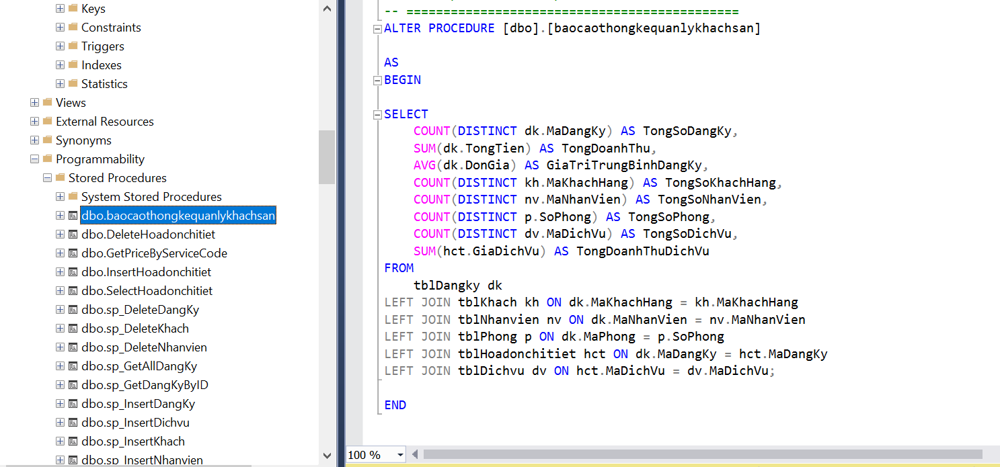 Keys
Constraints
Triggers
Indexes
Statistics
Views
External Resources
Synonyms
Programmability
Stored Procedures
System Stored Procedures
dbo.baocaothongkequanlykhachsan
dbo.DeleteHoadonchitiet
dbo.GetPriceByServiceCode
dbo.InsertHoadonchitiet
dbo.SelectHoadonchitiet
dbo.sp_DeleteDangKy
dbo.sp_DeleteKhach
dbo.sp_DeleteNhanvien
dbo.sp_GetAllDangKy
dbo.sp_GetDangKyByID
dbo.sp_InsertDangKy
dbo.sp_InsertDichvu
dbo.sp_InsertKhach
dbo.sp_InsertNhanvien
-- =============================================
ALTER PROCEDURE [dbo].[baocaothongkequanlykhachsan]
AS
BEGIN
SELECT
COUNT(DISTINCT dk.MaDangKy) AS TongSoDangKy,
SUM(dk.TongTien) AS TongDoanhThu,
AVG(dk.DonGia) AS GiaTriTrungBinhDangKy,
COUNT(DISTINCT kh.MaKhachHang) AS TongSoKhachHang,
COUNT(DISTINCT nv.MaNhanVien) AS TongSoNhanVien,
COUNT(DISTINCT p.SoPhong) AS TongSoPhong,
COUNT(DISTINCT dv.MaDichVu) AS TongSoDichVu,
SUM(hct.GiaDichVu) AS TongDoanhThuDichVu
FROM
tblDangky dk
LEFT JOIN tblKhach kh ON dk.MaKhachHang = kh.MaKhachHang
LEFT JOIN tblNhanvien nv ON dk.MaNhanVien = nv.MaNhanVien
LEFT JOIN tblPhong p ON dk.MaPhong = p.SoPhong
LEFT JOIN tblHoadonchitiet hct ON dk.MaDangKy = hct.MaDangKy
LEFT JOIN tblDichvu dv ON hct.MaDichVu = dv.MaDichVu;
END
100 %